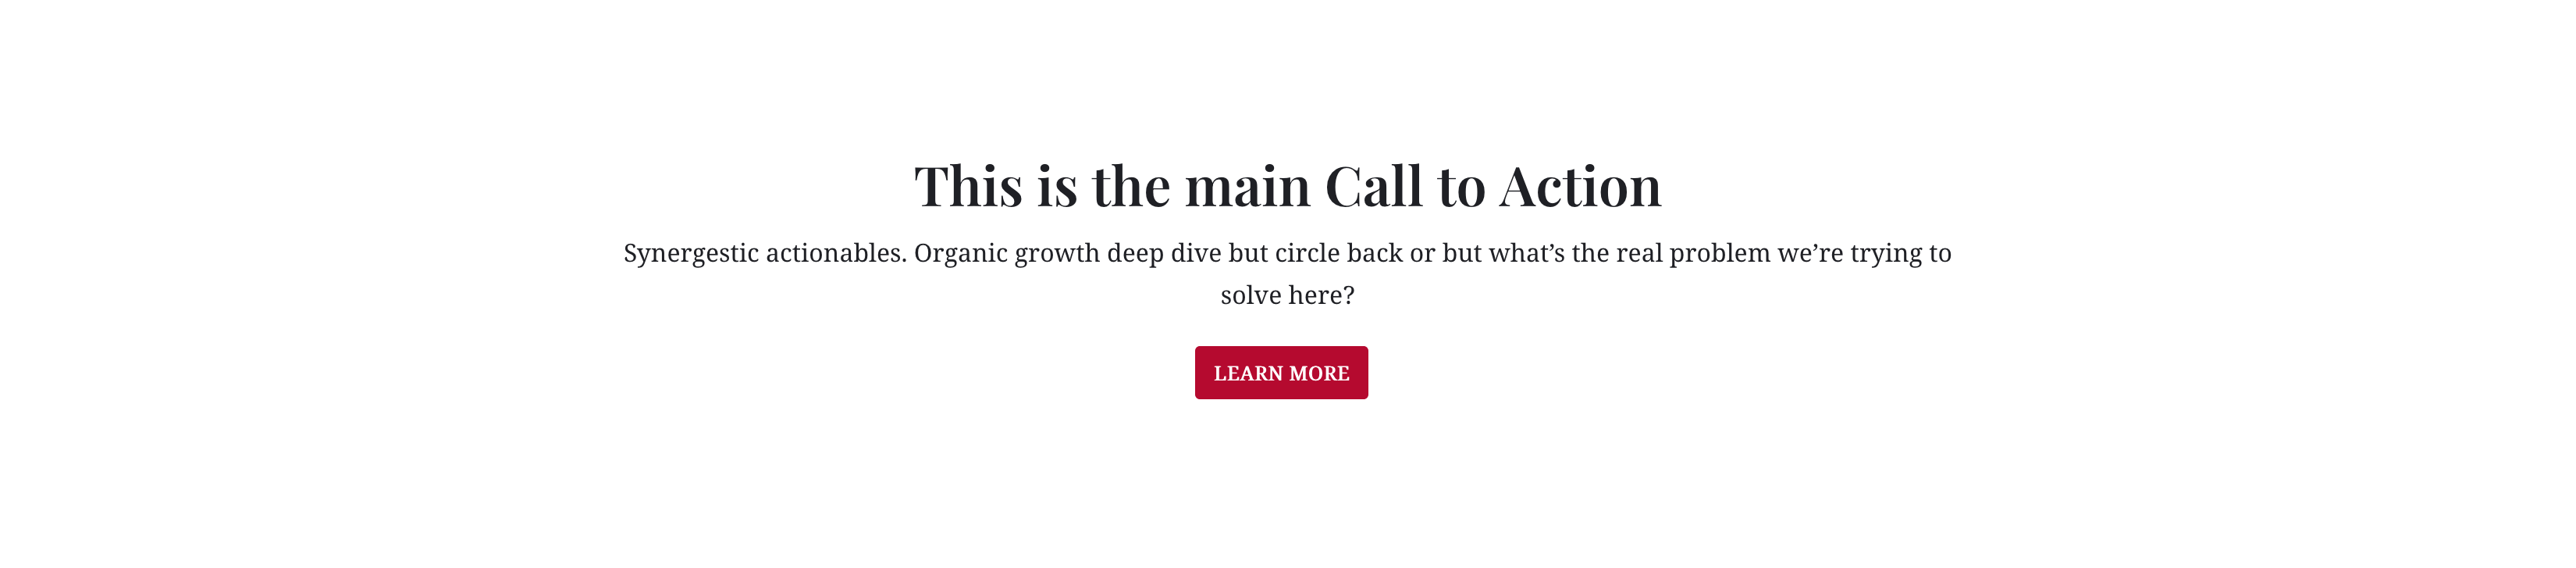 This is the main Call to Action
Synergestic actionables. Organic growth deep dive but circle back or but what’s the real problem we’re trying to
solve here?
LEARN MORE